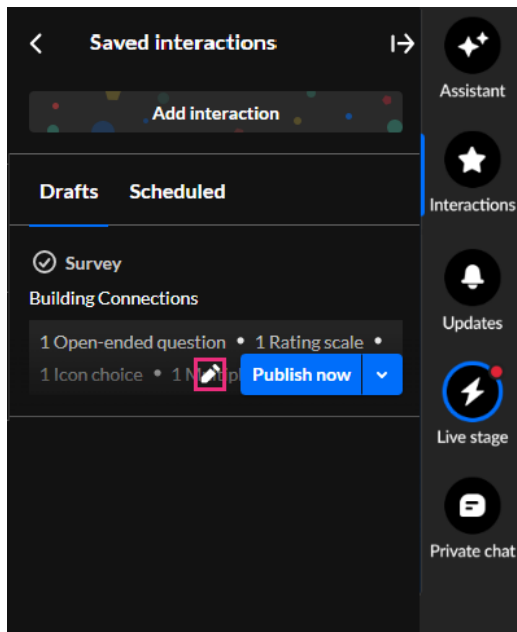 Saved interactions
Add interaction
Drafts Scheduled
Survey
Building Connections
1 Open-ended question • 1 Rating scale •
1 Icon choice • 1
Publish now
Assistant
Interactions
Updates
Live stage
Private chat